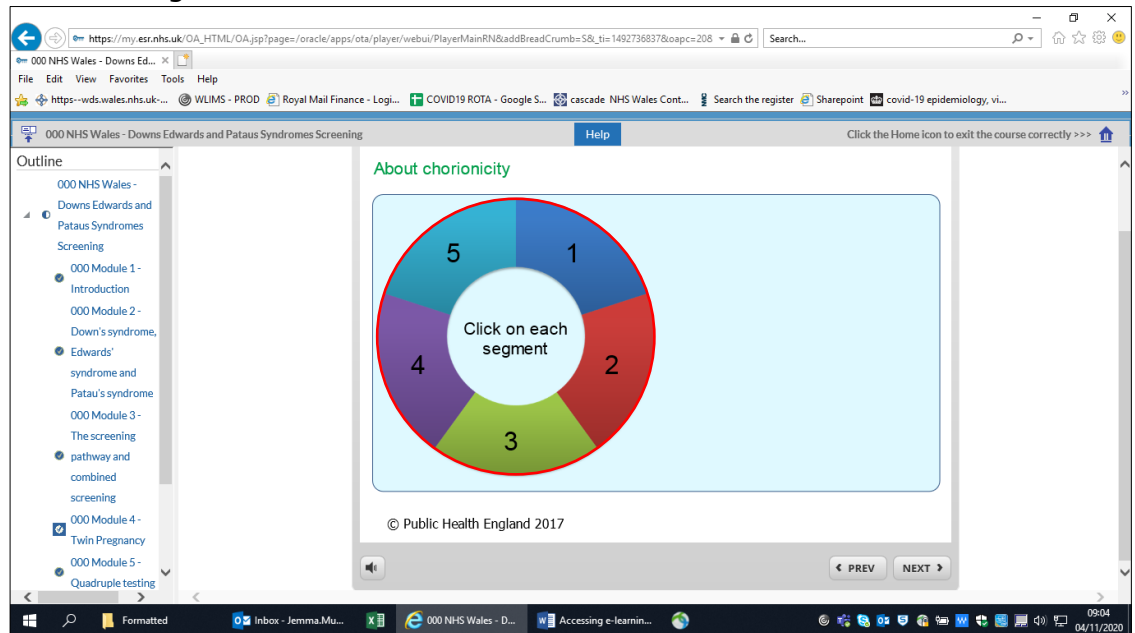 https://my.esr.nhs.uk/OA_HTML/OA.jsp?page=/oracle/apps/ota/player/webui/PlayerMainRN&addBreadCrumb=S&_ti=1492736837&oapc=208
Search...
000 NHS Wales - Downs Ed...
File Edit View Favorites Tools Help
https--wds.wales.nhs.uk-... WLIMS - PROD Royal Mail Finance - Logi... COVID19 ROTA - Google S... cascade NHS Wales Cont... Search the register Sharepoint covid-19 epidemiology, vi...
000 NHS Wales - Downs Edwards and Pataus Syndromes Screening
Help
Click the Home icon to exit the course correctly >>>
Outline
000 NHS Wales -
Downs Edwards and
Pataus Syndromes
Screening
000 Module 1 -
Introduction
000 Module 2 -
Down's syndrome,
Edwards'
syndrome and
Patau's syndrome
000 Module 3 -
The screening
pathway and
combined
screening
000 Module 4 -
Twin Pregnancy
000 Module 5 -
Quadruple testing
About chorionicity
5
1
Click on each
segment
4
2
3
© Public Health England 2017
PREV
NEXT
Formatted
Inbox - Jemma.Mu...
000 NHS Wales - D...
Accessing e-learnin...
09:04
04/11/2020